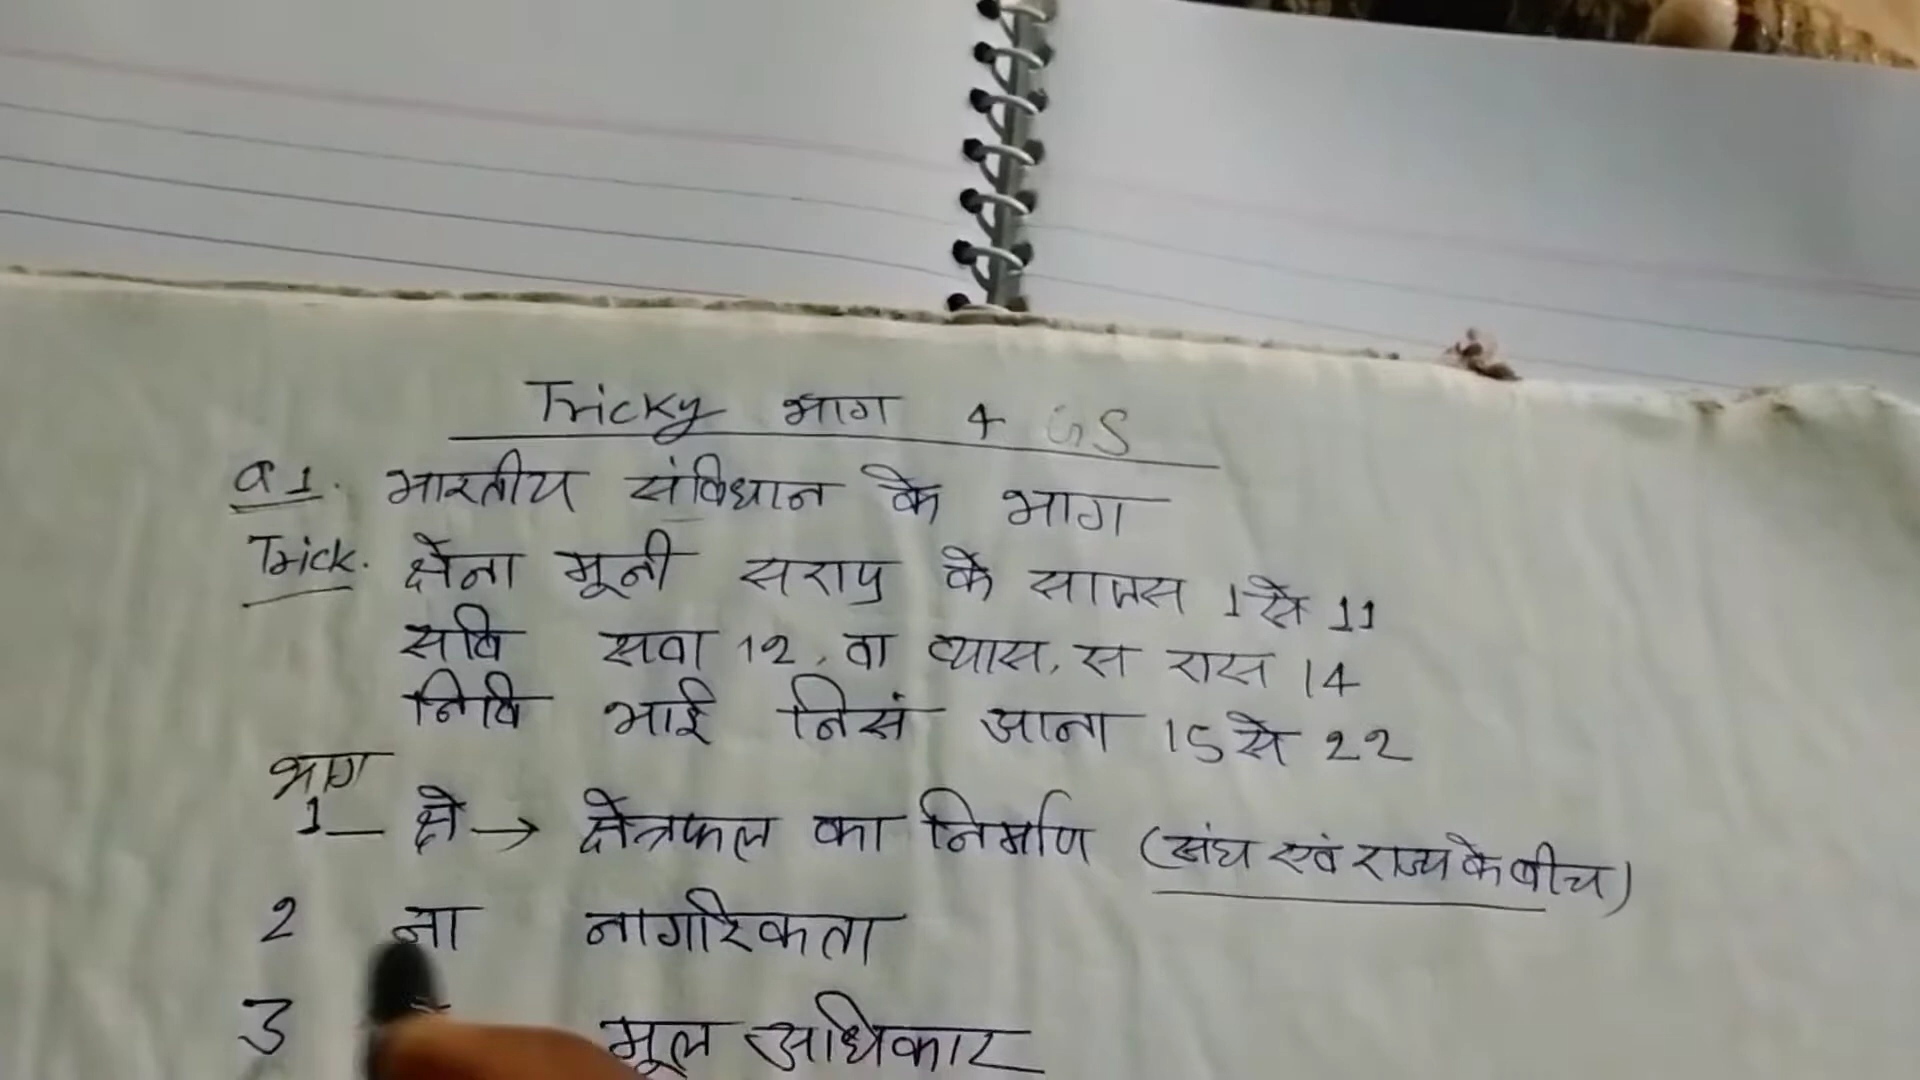 Tricky भाग 4 GS
Q1. भारतीय संविधान के भाग
Trick. क्षेना मूनी सराप्र के सापस 1 से 11
सवि सवा 12, वा व्यास, स रास 14
निवि भाई निसं आना 15 से 22
भाग
1 — क्षे → क्षेत्रफल का निर्माण (संघ एवं राज्य के बीच)
2 ना नागरिकता
3 मूल अधिकार